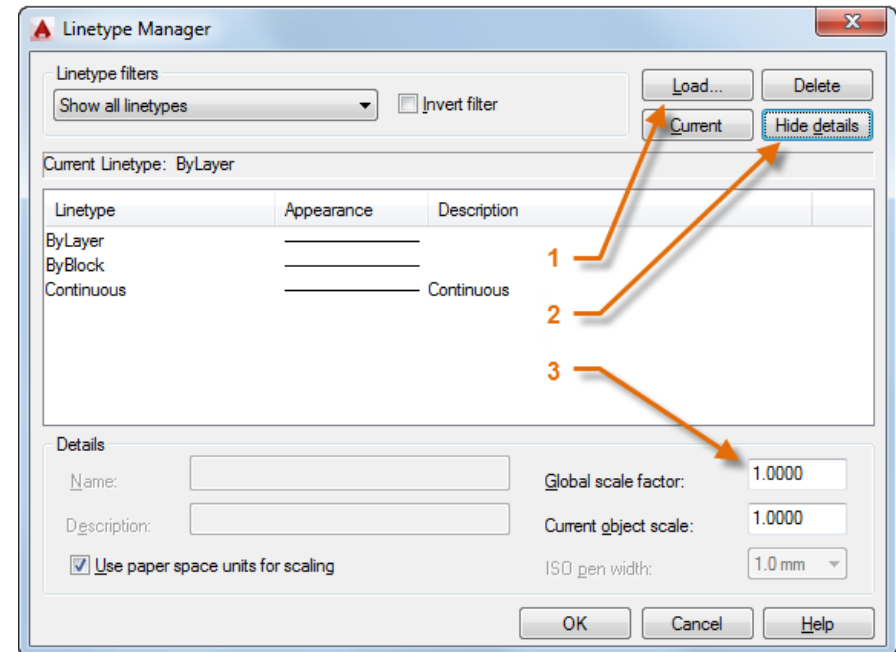 Linetype Manager
Linetype filters
Show all linetypes
Invert filter
Load...
Delete
Current
Hide details
Current Linetype: ByLayer
Linetype Appearance Description
ByLayer
ByBlock
Continuous Continuous
1
2
3
Details
Name:
Description:
Use paper space units for scaling
Global scale factor: 1.0000
Current object scale: 1.0000
ISO pen width: 1.0 mm
OK Cancel Help